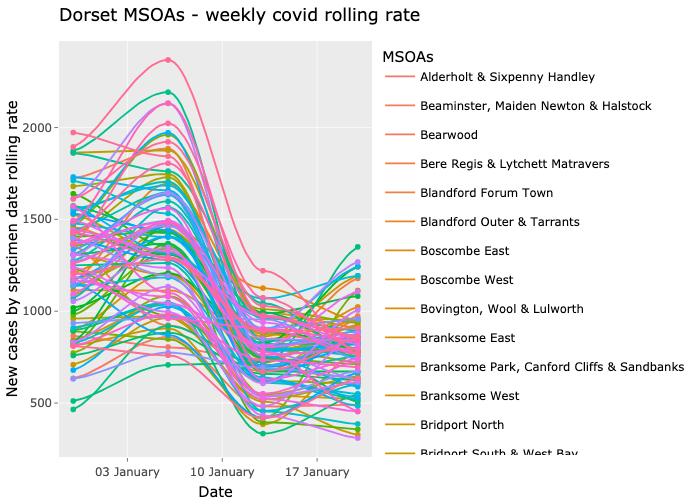 Dorset MSOAs - weekly covid rolling rate
New cases by specimen date rolling rate
2000
1500
1000
500
03 January
10 January
17 January
Date
MSOAs
Alderholt & Sixpenny Handley
Beaminster, Maiden Newton & Halstock
Bearwood
Bere Regis & Lytchett Matravers
Blandford Forum Town
Blandford Outer & Tarrants
Boscombe East
Boscombe West
Bovington, Wool & Lulworth
Branksome East
Branksome Park, Canford Cliffs & Sandbanks
Branksome West
Bridport North
Bridport South & West Bay